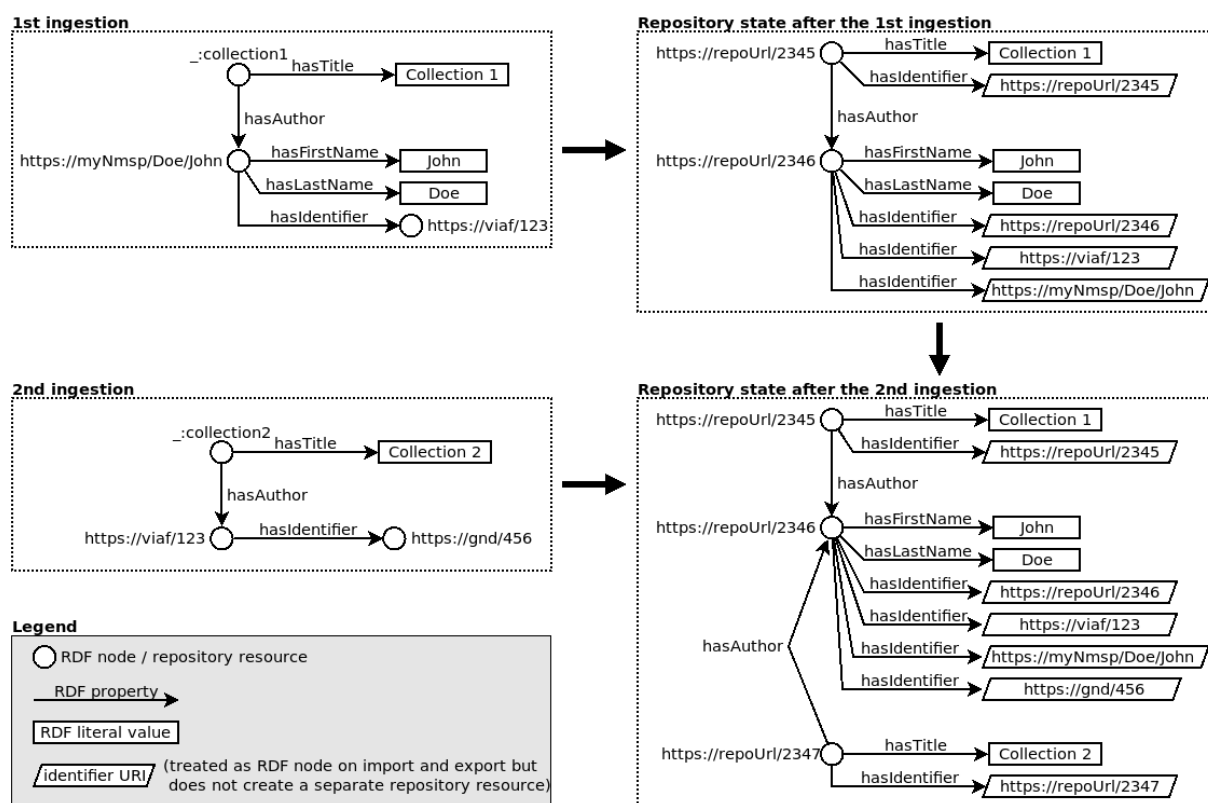 1st ingestion
_:collection1
hasTitle
Collection 1
hasAuthor
https://myNmsp/Doe/John
hasFirstName
John
hasLastName
Doe
hasIdentifier
https://viaf/123
Repository state after the 1st ingestion
https://repoUrl/2345
hasTitle
Collection 1
hasIdentifier
https://repoUrl/2345
hasAuthor
https://repoUrl/2346
hasFirstName
John
hasLastName
Doe
hasIdentifier
https://repoUrl/2346
hasIdentifier
https://viaf/123
hasIdentifier
https://myNmsp/Doe/John
2nd ingestion
_:collection2
hasTitle
Collection 2
hasAuthor
https://viaf/123
hasIdentifier
https://gnd/456
Repository state after the 2nd ingestion
https://repoUrl/2345
hasTitle
Collection 1
hasIdentifier
https://repoUrl/2345
hasAuthor
https://repoUrl/2346
hasFirstName
John
hasLastName
Doe
hasIdentifier
https://repoUrl/2346
hasIdentifier
https://viaf/123
hasAuthor
hasIdentifier
https://myNmsp/Doe/John
hasIdentifier
https://gnd/456
https://repoUrl/2347
hasTitle
Collection 2
hasIdentifier
https://repoUrl/2347
Legend
RDF node / repository resource
RDF property
RDF literal value
identifier URI
(treated as RDF node on import and export but
does not create a separate repository resource)